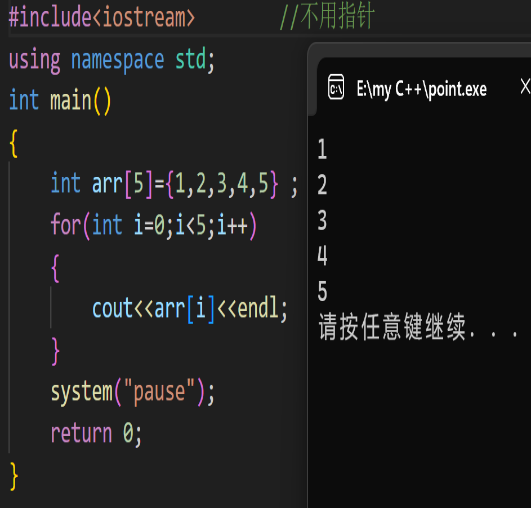 #include<iostream>        //不用指针
using namespace std;
int main()
{
    int arr[5]={1,2,3,4,5} ;
    for(int i=0;i<5;i++)
    {
        cout<<arr[i]<<endl;
    }
    system("pause");
    return 0;
}
E:\my C++\point.exe
1
2
3
4
5
请按任意键继续. . .